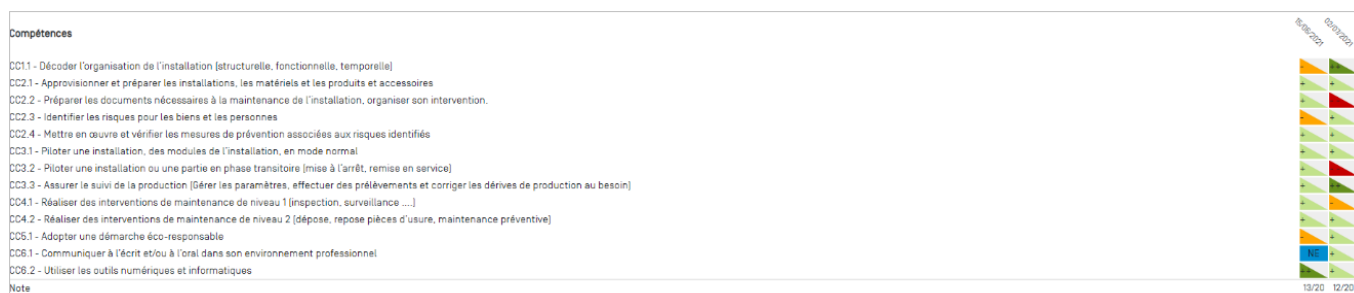 15/06/2021 03/03/2021
Compétences
CC1.1 - Décoder l'organisation de l'installation (structurelle, fonctionnelle, temporelle) - ++
CC2.1 - Approvisionner et préparer les installations, les matériels et les produits et accessoires + +
CC2.2 - Préparer les documents nécessaires à la maintenance de l'installation, organiser son intervention. +
CC2.3 - Identifier les risques pour les biens et les personnes - +
CC2.4 - Mettre en œuvre et vérifier les mesures de prévention associées aux risques identifiés + +
CC3.1 - Piloter une installation, des modules de l'installation, en mode normal + +
CC3.2 - Piloter une installation ou une partie en phase transitoire (mise à l'arrêt, remise en service) +
CC3.3 - Assurer le suivi de la production (Gérer les paramètres, effectuer des prélèvements et corriger les dérives de production au besoin) + ++
CC4.1 - Réaliser des interventions de maintenance de niveau 1 (inspection, surveillance ....) + -
CC4.2 - Réaliser des interventions de maintenance de niveau 2 (dépose, repose pièces d'usure, maintenance préventive) + +
CC5.1 - Adopter une démarche éco-responsable - +
CC6.1 - Communiquer à l'écrit et/ou à l'oral dans son environnement professionnel NE +
CC6.2 - Utiliser les outils numériques et informatiques ++ +
Note 13/20 12/20